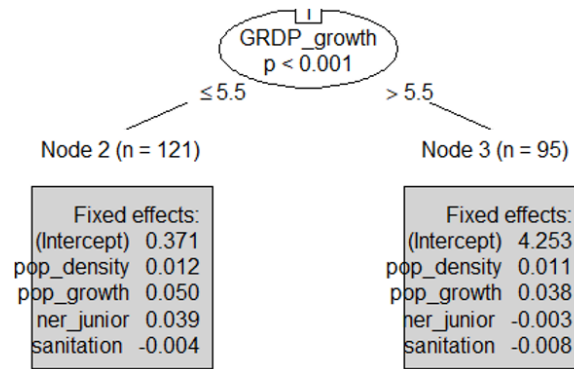 1
GRDP_growth
p < 0.001
≤ 5.5
> 5.5
Node 2 (n = 121)
Node 3 (n = 95)
Fixed effects:
(Intercept) 0.371
pop_density 0.012
pop_growth 0.050
ner_junior 0.039
sanitation -0.004
Fixed effects:
(Intercept) 4.253
pop_density 0.011
pop_growth 0.038
ner_junior -0.003
sanitation -0.008